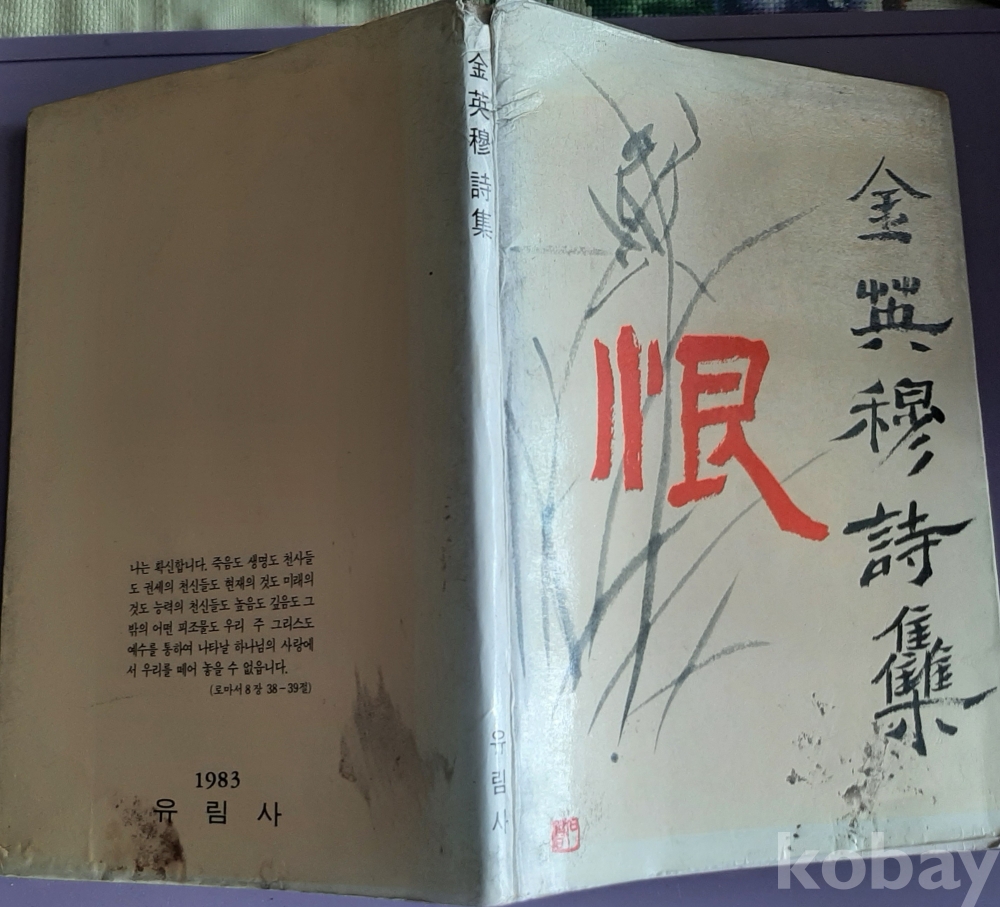 恨
金英穆詩集
金英穆 詩集
유림사
나는 확신합니다. 죽음도 생명도 천사들
도 권세의 천신들도 현재의 것도 미래의
것도 능력의 천신들도 높음도 깊음도 그
밖의 어떤 피조물도 우리 주 그리스도
예수를 통하여 나타날 하나님의 사랑에
서 우리를 떼어 놓을 수 없읍니다.
(로마서 8장 38-39절)
1983
유림사
kobay